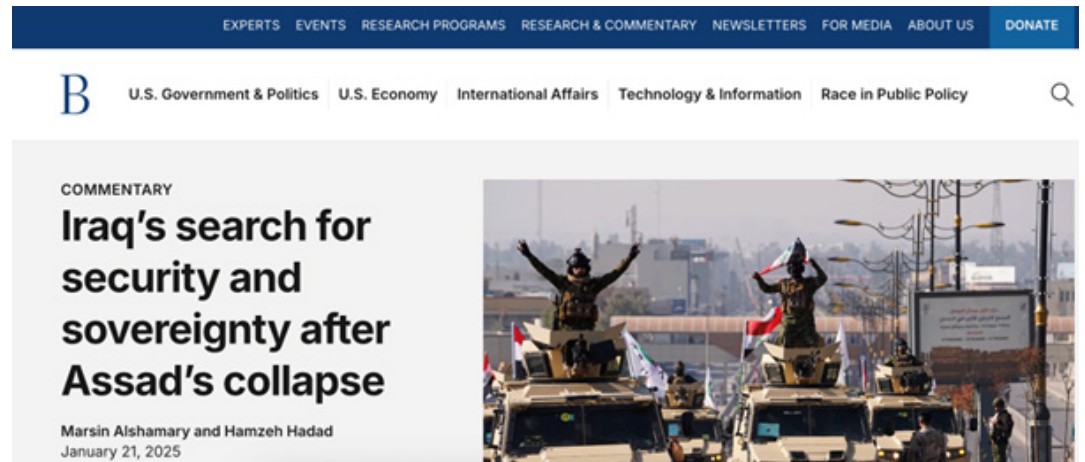 EXPERTS EVENTS RESEARCH PROGRAMS RESEARCH & COMMENTARY NEWSLETTERS FOR MEDIA ABOUT US DONATE
B U.S. Government & Politics U.S. Economy International Affairs Technology & Information Race in Public Policy
COMMENTARY
Iraq’s search for
security and
sovereignty after
Assad’s collapse
Marsin Alshamary and Hamzeh Hadad
January 21, 2025